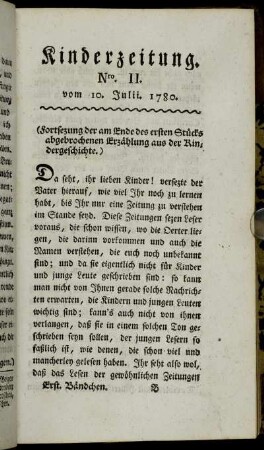 Kinderzeitung.
Nro. II.
vom 10. Julii. 1780.
(Fortsezung der am Ende des ersten Stücks
abgebrochenen Erzählung aus der Kin-
dergeschichte.)
Da seht, ihr lieben Kinder! versezte der
Vater hierauf, wie viel Ihr noch zu lernen
habt, bis Ihr nur eine Zeitung zu verstehen
im Stande seyd. Diese Zeitungen sezen Leser
voraus, die schon wissen, wo die Oerter lie-
gen, die darinn vorkommen und auch die
Namen verstehen, die euch noch unbekannt
sind; und da sie eigentlich nicht für Kinder
und junge Leute geschrieben sind: so kann
man nicht von Ihnen gerade solche Nachrich-
ten erwarten, die Kindern und jungen Leuten
wichtig sind; kann's auch nicht von ihnen
verlangen, daß sie in einem solchen Ton ge-
schrieben seyn sollen, der jungen Lesern so
faßlich ist, wie denen, die schon viel und
mancherley gelesen haben. Ihr seht also wol,
daß das Lesen der gewöhnlichen Zeitungen
Erst. Bändchen. B